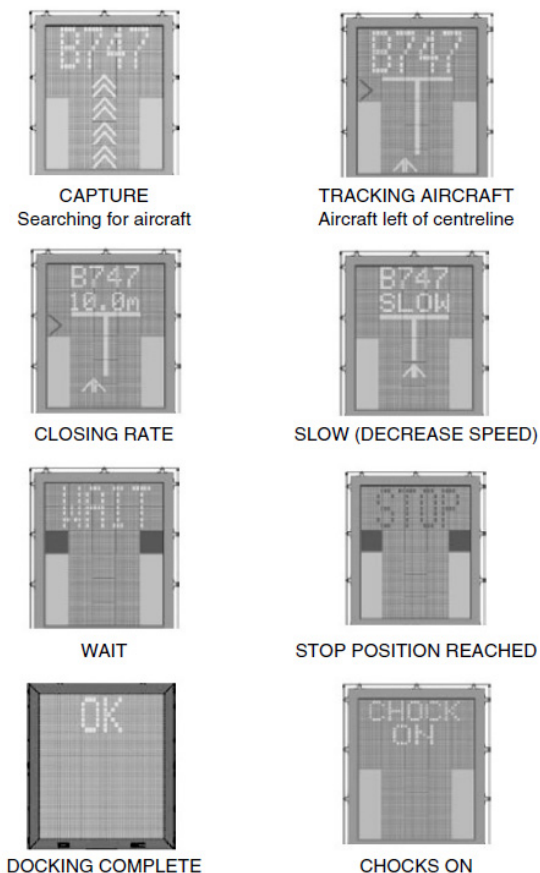 B747
CAPTURE
Searching for aircraft
B747
TRACKING AIRCRAFT
Aircraft left of centreline
B747
10.0m
CLOSING RATE
B747
SLOW
SLOW (DECREASE SPEED)
WAIT
WAIT
STOP
STOP POSITION REACHED
OK
DOCKING COMPLETE
CHOCK
ON
CHOCKS ON